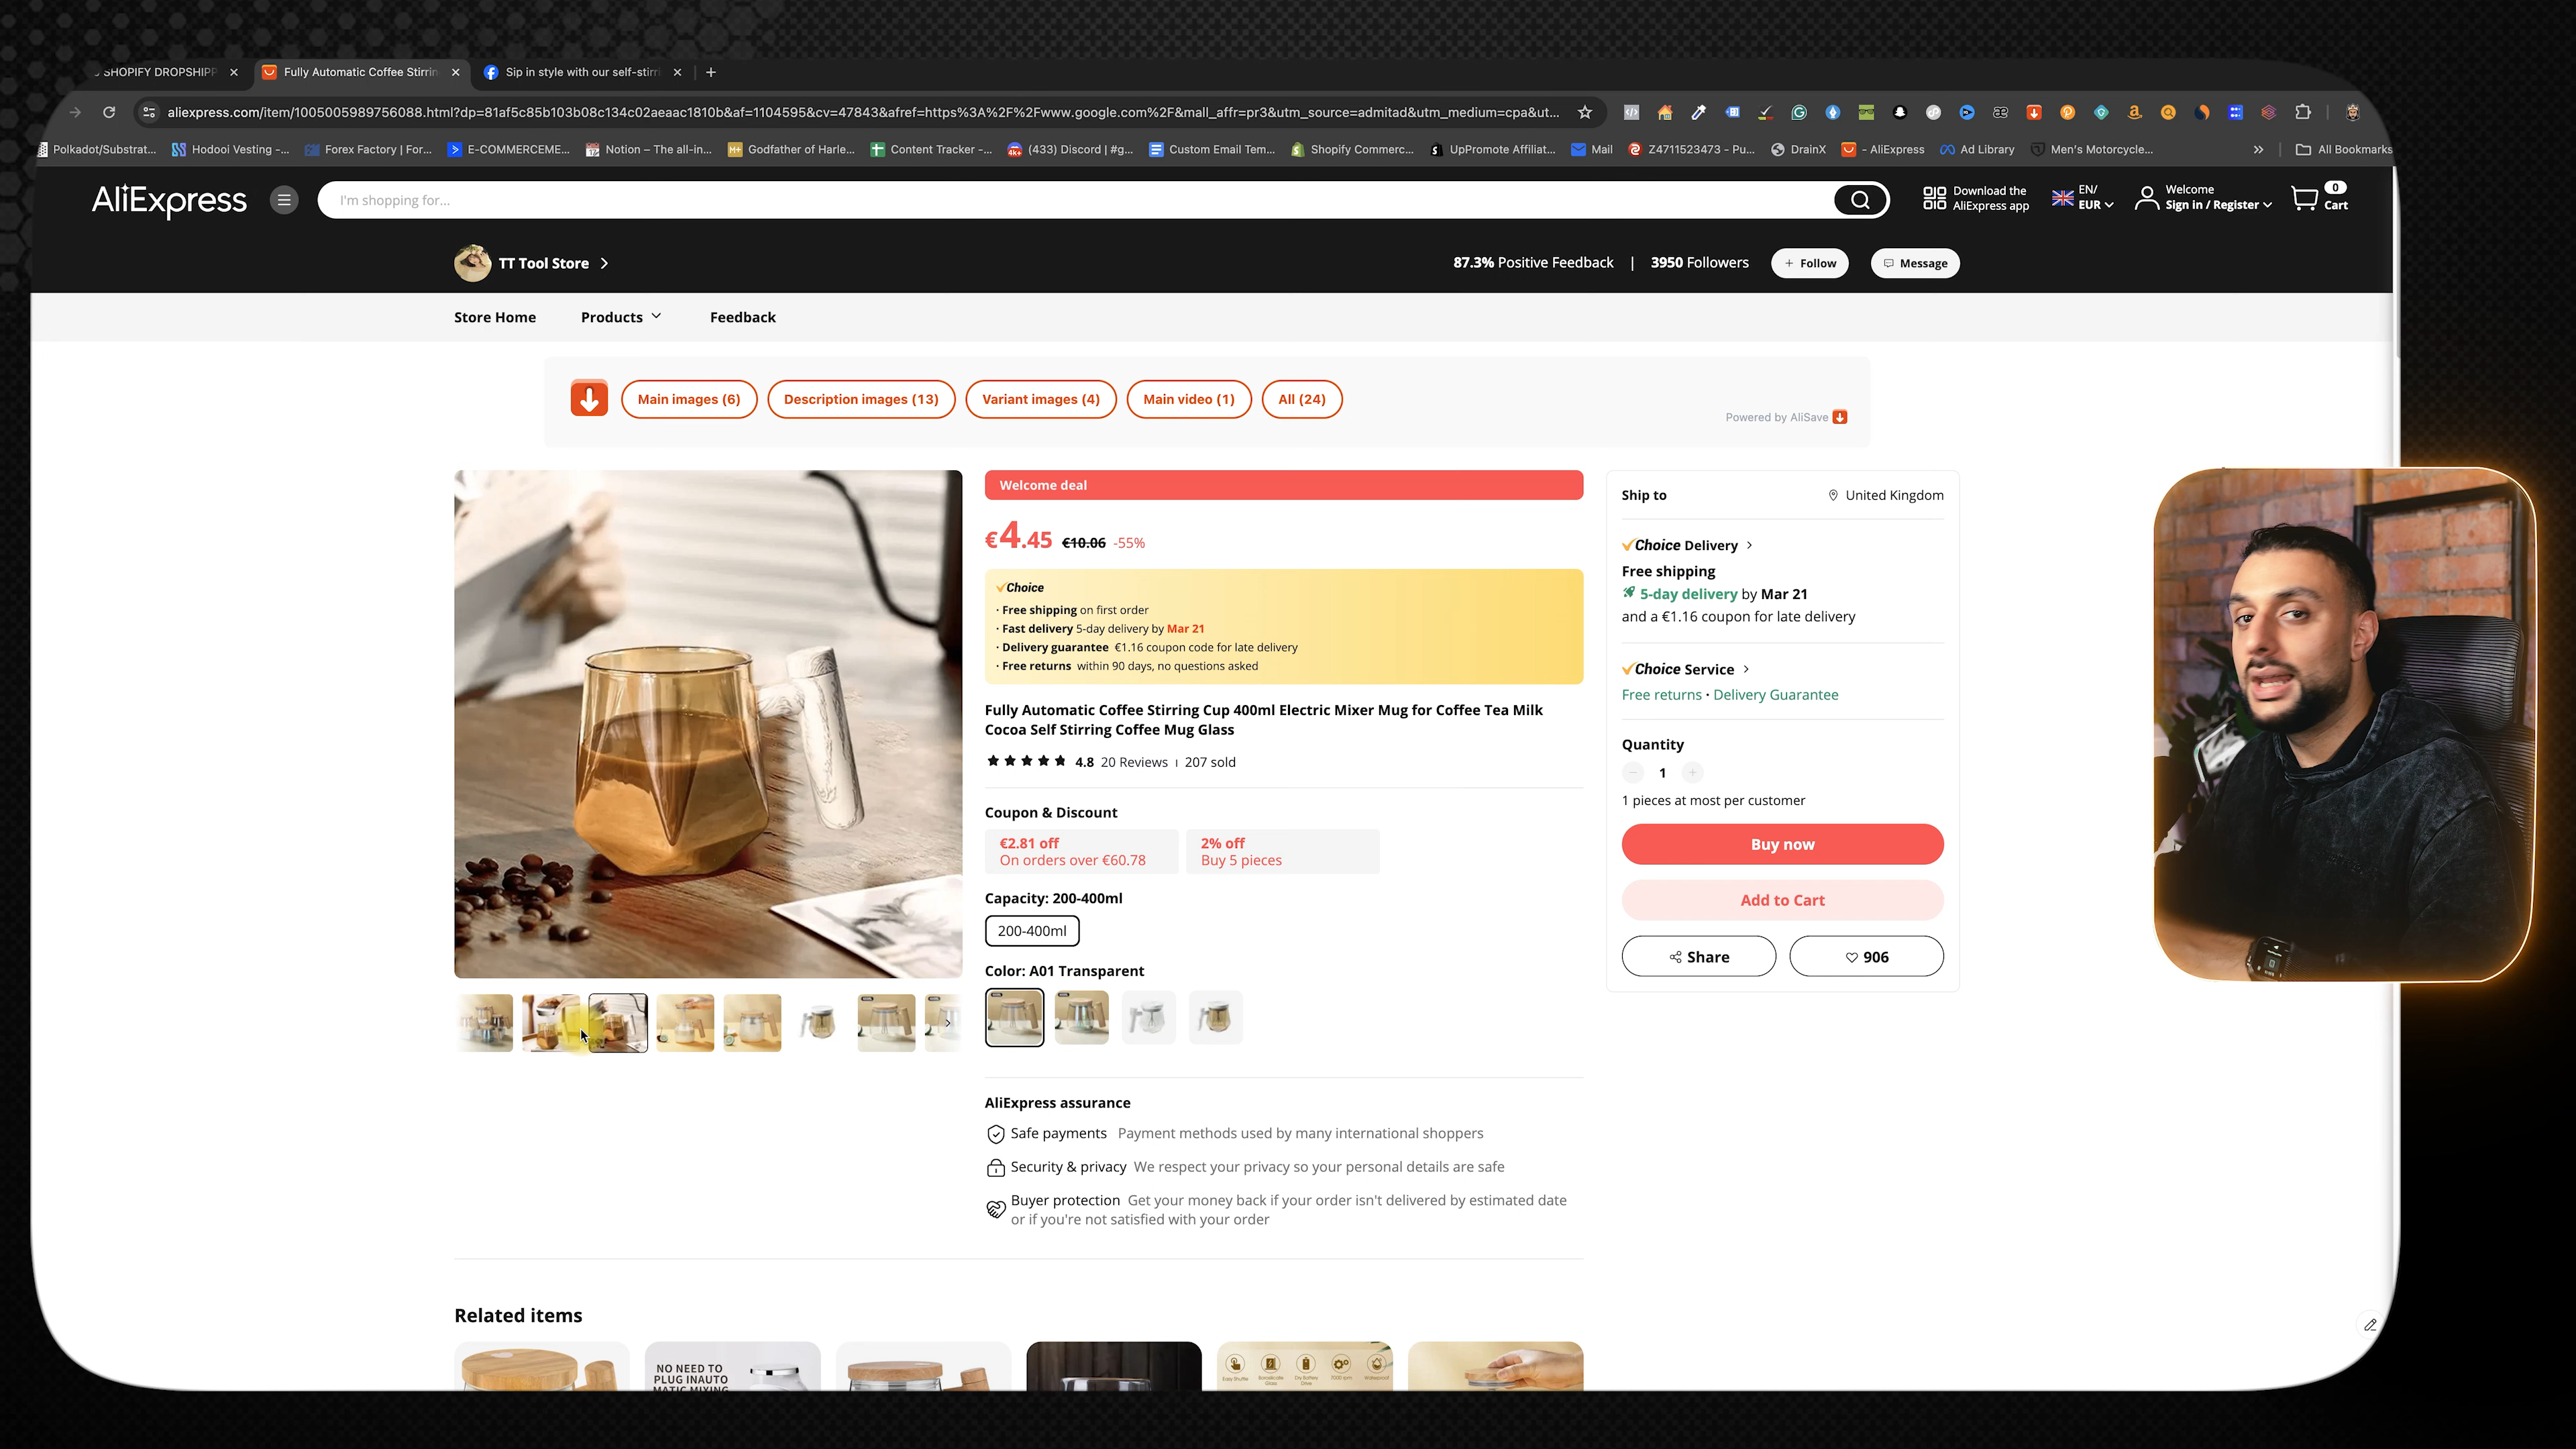 SHOPIFY DROPSHIPP
Fully Automatic Coffee Stirrin
Sip in style with our self-stirri
aliexpress.com/item/1005005989756088.html?dp=81af5c85b103b08c134c02aeaac1810b&af=1104595&cv=47843&afref=https%3A%2F%2Fwww.google.com%2F&mall_affr=pr3&utm_source=admitad&utm_medium=cpa&ut...
Polkadot/Substrat...
Hodooi Vesting -...
Forex Factory | For...
E-COMMERCEME...
Notion – The all-in...
Godfather of Harle...
Content Tracker -...
(433) Discord | #g...
Custom Email Tem...
Shopify Commerc...
UpPromote Affiliat...
Mail
Z4711523473 - Pu...
DrainX
- AliExpress
Ad Library
Men's Motorcycle...
All Bookmarks
AliExpress
I'm shopping for...
Download the
AliExpress app
EN/
EUR
Welcome
Sign in / Register
0
Cart
TT Tool Store
87.3% Positive Feedback | 3950 Followers
+ Follow
Message
Store Home
Products
Feedback
Main images (6)
Description images (13)
Variant images (4)
Main video (1)
All (24)
Powered by AliSave
Welcome deal
€4.45 €10.06 -55%
Choice
· Free shipping on first order
· Fast delivery 5-day delivery by Mar 21
· Delivery guarantee €1.16 coupon code for late delivery
· Free returns within 90 days, no questions asked
Fully Automatic Coffee Stirring Cup 400ml Electric Mixer Mug for Coffee Tea Milk
Cocoa Self Stirring Coffee Mug Glass
4.8 20 Reviews | 207 sold
Coupon & Discount
€2.81 off
On orders over €60.78
2% off
Buy 5 pieces
Capacity: 200-400ml
200-400ml
Color: A01 Transparent
AliExpress assurance
Safe payments Payment methods used by many international shoppers
Security & privacy We respect your privacy so your personal details are safe
Buyer protection Get your money back if your order isn't delivered by estimated date
or if you're not satisfied with your order
Ship to
United Kingdom
Choice Delivery
Free shipping
5-day delivery by Mar 21
and a €1.16 coupon for late delivery
Choice Service
Free returns · Delivery Guarantee
Quantity
1
1 pieces at most per customer
Buy now
Add to Cart
Share
906
Related items
NO NEED TO
PLUG INAUTO
MATIC MIXING